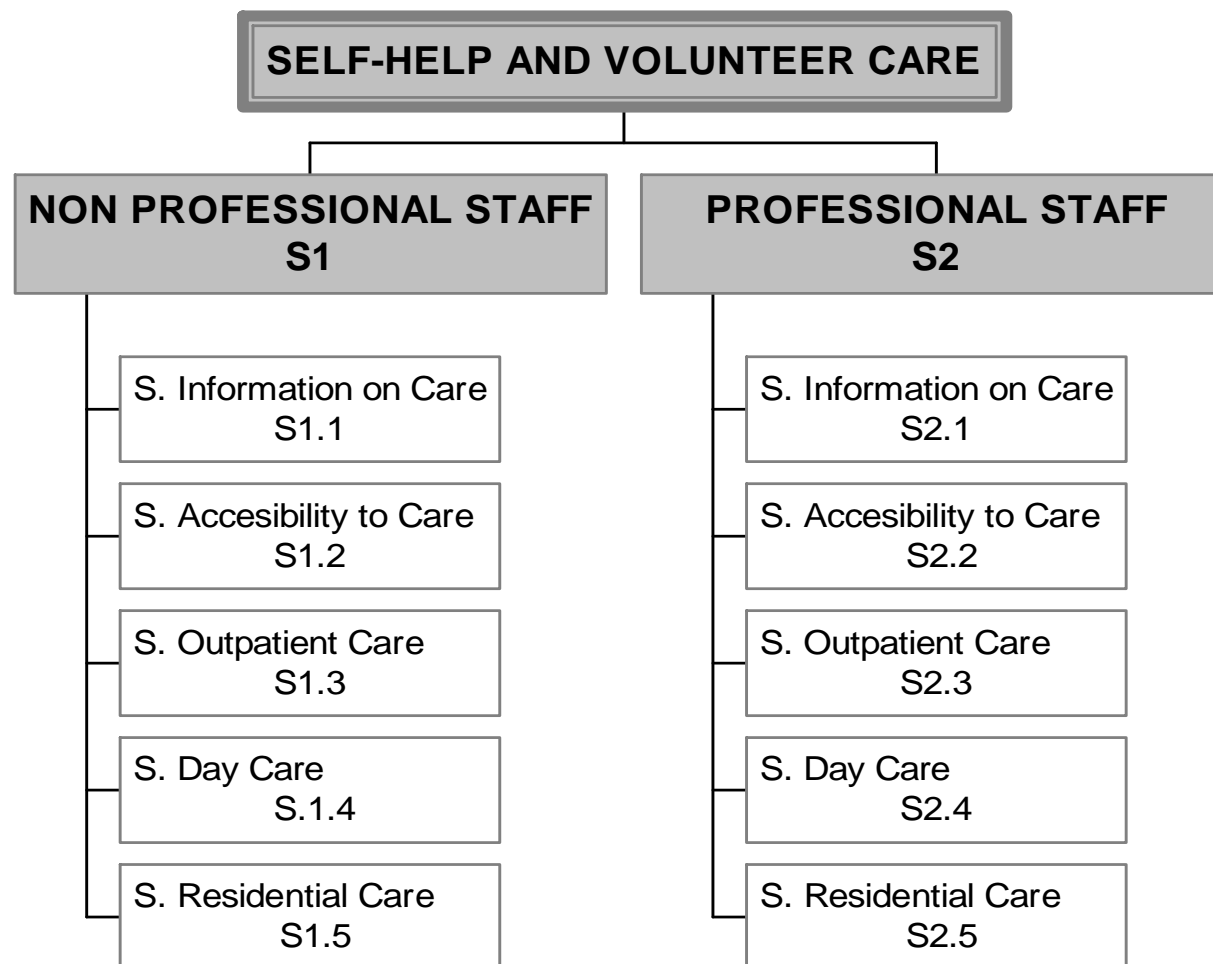 SELF-HELP AND VOLUNTEER CARE
NON PROFESSIONAL STAFF
S1
S. Information on Care
S1.1
S. Accesibility to Care
S1.2
S. Outpatient Care
S1.3
S. Day Care
S.1.4
S. Residential Care
S1.5
PROFESSIONAL STAFF
S2
S. Information on Care
S2.1
S. Accesibility to Care
S2.2
S. Outpatient Care
S2.3
S. Day Care
S2.4
S. Residential Care
S2.5